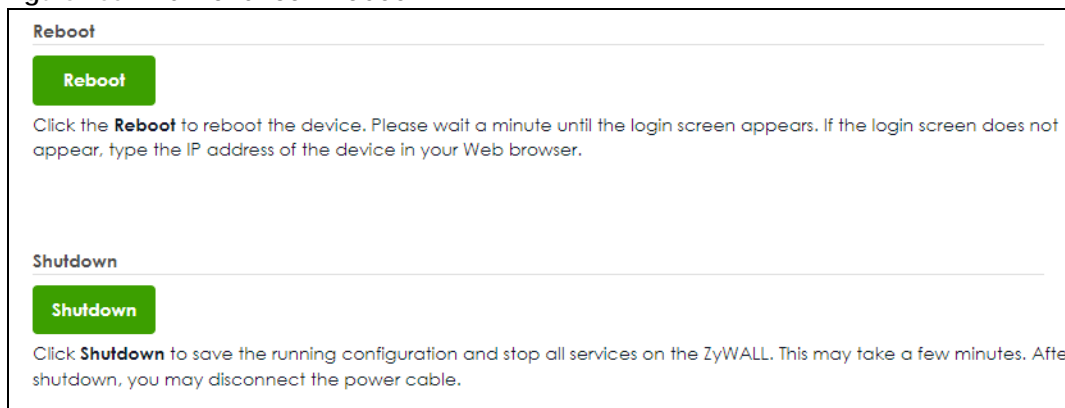 Reboot
Reboot
Click the Reboot to reboot the device. Please wait a minute until the login screen appears. If the login screen does not
appear, type the IP address of the device in your Web browser.
Shutdown
Shutdown
Click Shutdown to save the running configuration and stop all services on the ZyWALL. This may take a few minutes. Afte
shutdown, you may disconnect the power cable.